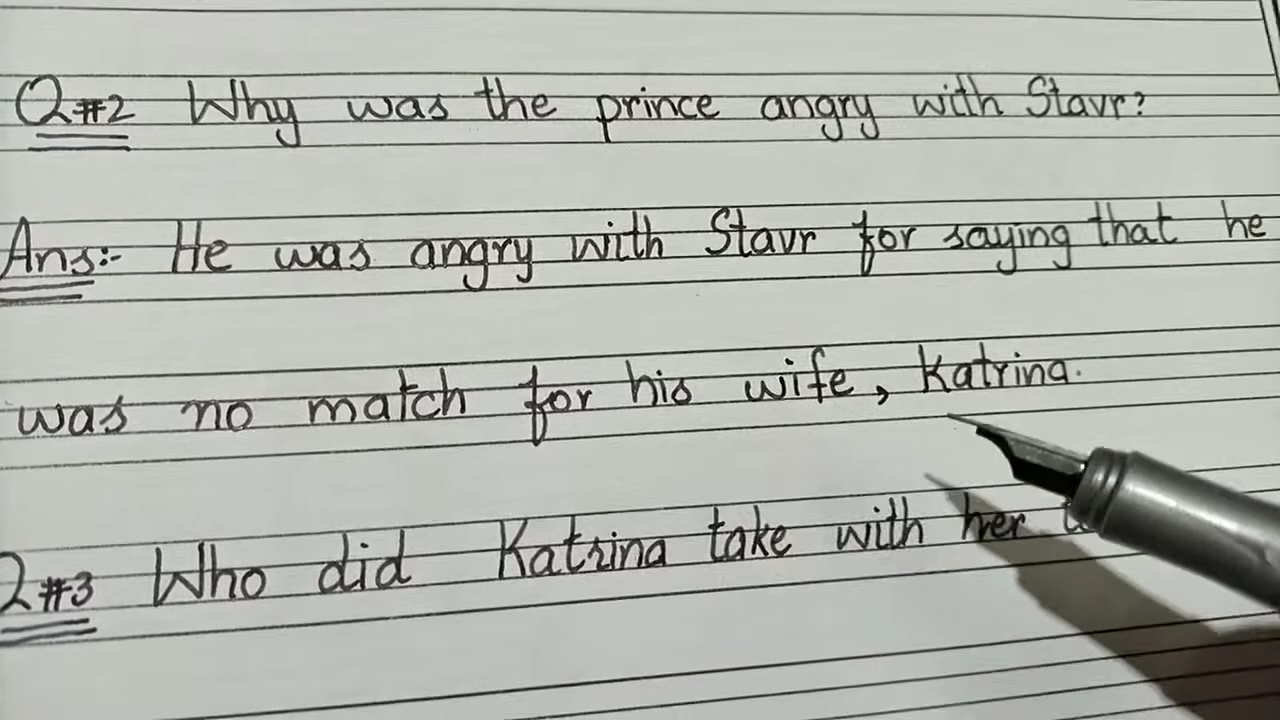 Q#2 Why was the prince angry with Stavr?
Ans:- He was angry with Stavr for saying that he
was no match for his wife, Katrina.
Q#3 Who did Katrina take with her